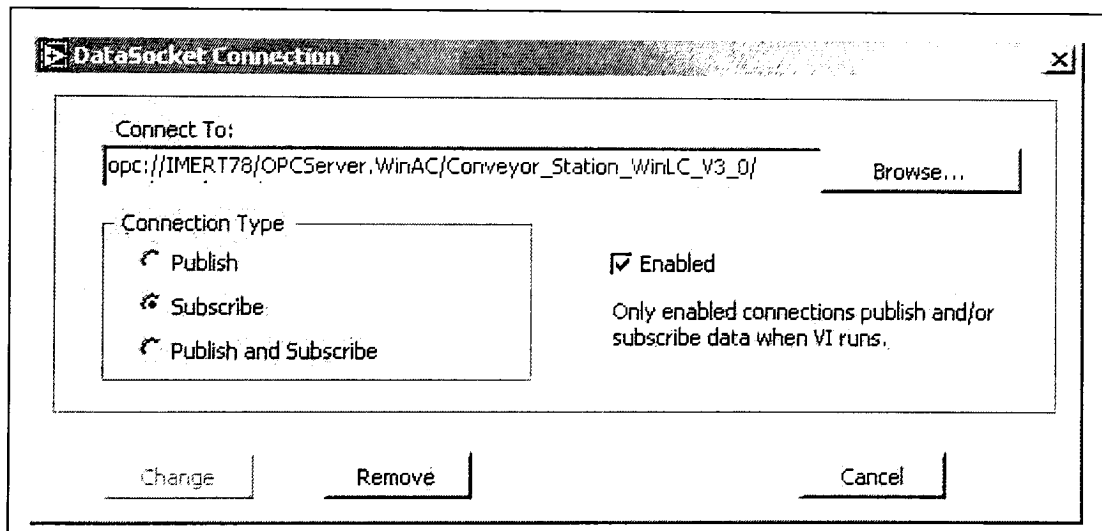 DataSocket Connection
Connect To:
opc://IMERT78/OPCServer.WinAC/Conveyor_Station_WinLC_V3_0/
Browse...
Connection Type
Publish
Subscribe
Publish and Subscribe
Enabled
Only enabled connections publish and/or
subscribe data when VI runs.
Change
Remove
Cancel